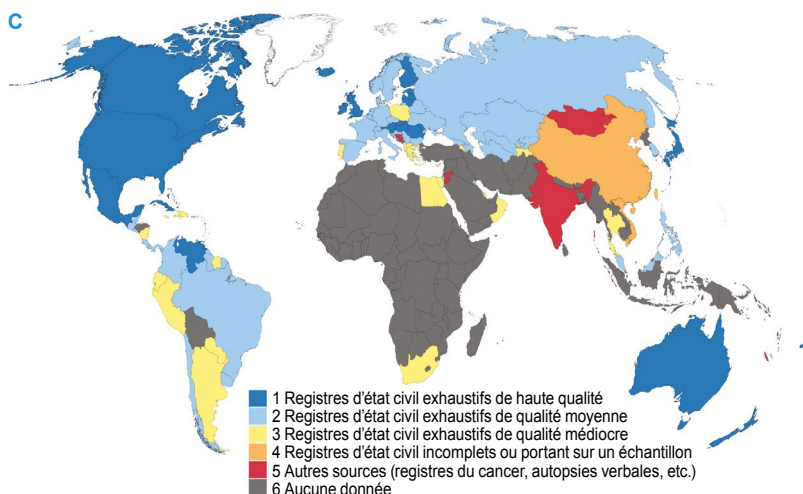 C
1 Registres d'état civil exhaustifs de haute qualité
2 Registres d'état civil exhaustifs de qualité moyenne
3 Registres d'état civil exhaustifs de qualité médiocre
4 Registres d'état civil incomplets ou portant sur un échantillon
5 Autres sources (registres du cancer, autopsies verbales, etc.)
6 Aucune donnée